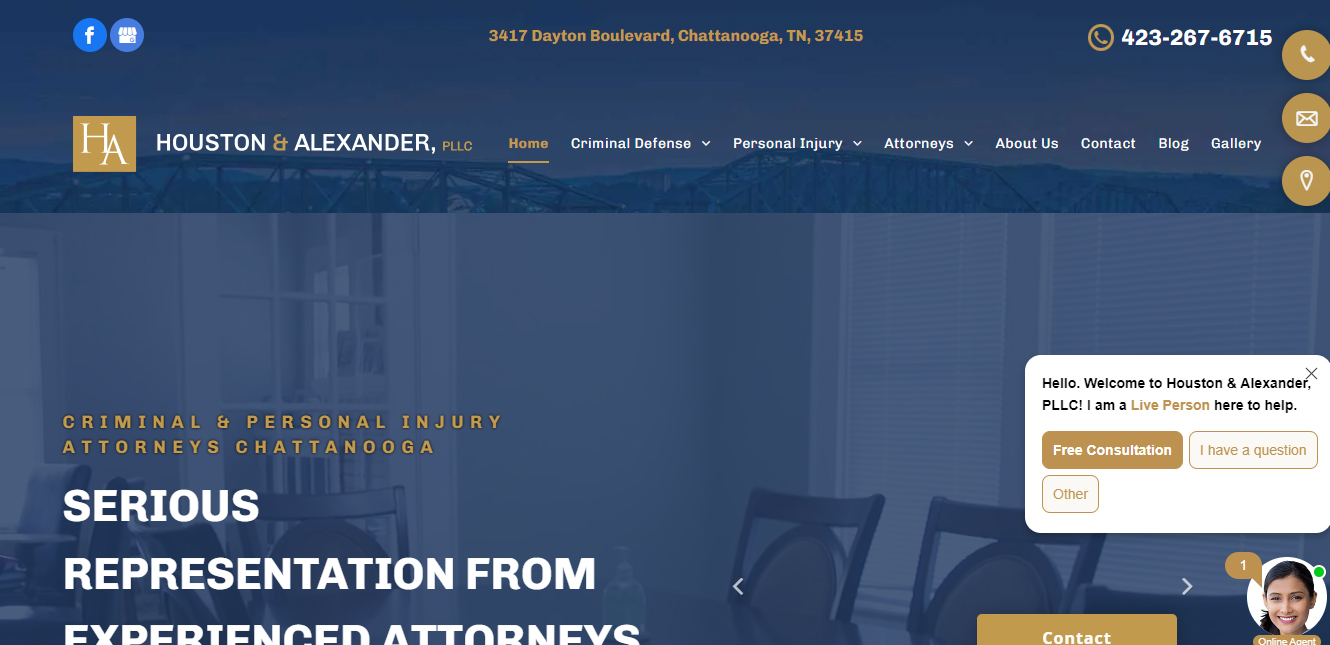 3417 Dayton Boulevard, Chattanooga, TN, 37415
423-267-6715
HA
HOUSTON & ALEXANDER, PLLC
Home Criminal Defense Personal Injury Attorneys About Us Contact Blog Gallery
CRIMINAL & PERSONAL INJURY
ATTORNEYS CHATTANOOGA
SERIOUS
REPRESENTATION FROM
EXPERIENCED ATTORNEYS
Hello. Welcome to Houston & Alexander,
PLLC! I am a Live Person here to help.
Free Consultation I have a question
Other
1
Online Agent
Contact